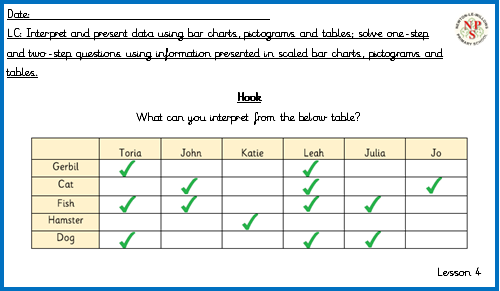 Date:
LC: Interpret and present data using bar charts, pictograms and tables; solve one-step
and two-step questions using information presented in scaled bar charts, pictograms and
tables.
Hook
What can you interpret from the below table?
Toria John Katie Leah Julia Jo
Gerbil
Cat
Fish
Hamster
Dog
Lesson 4
NPS
PRIMARY SCHOOL